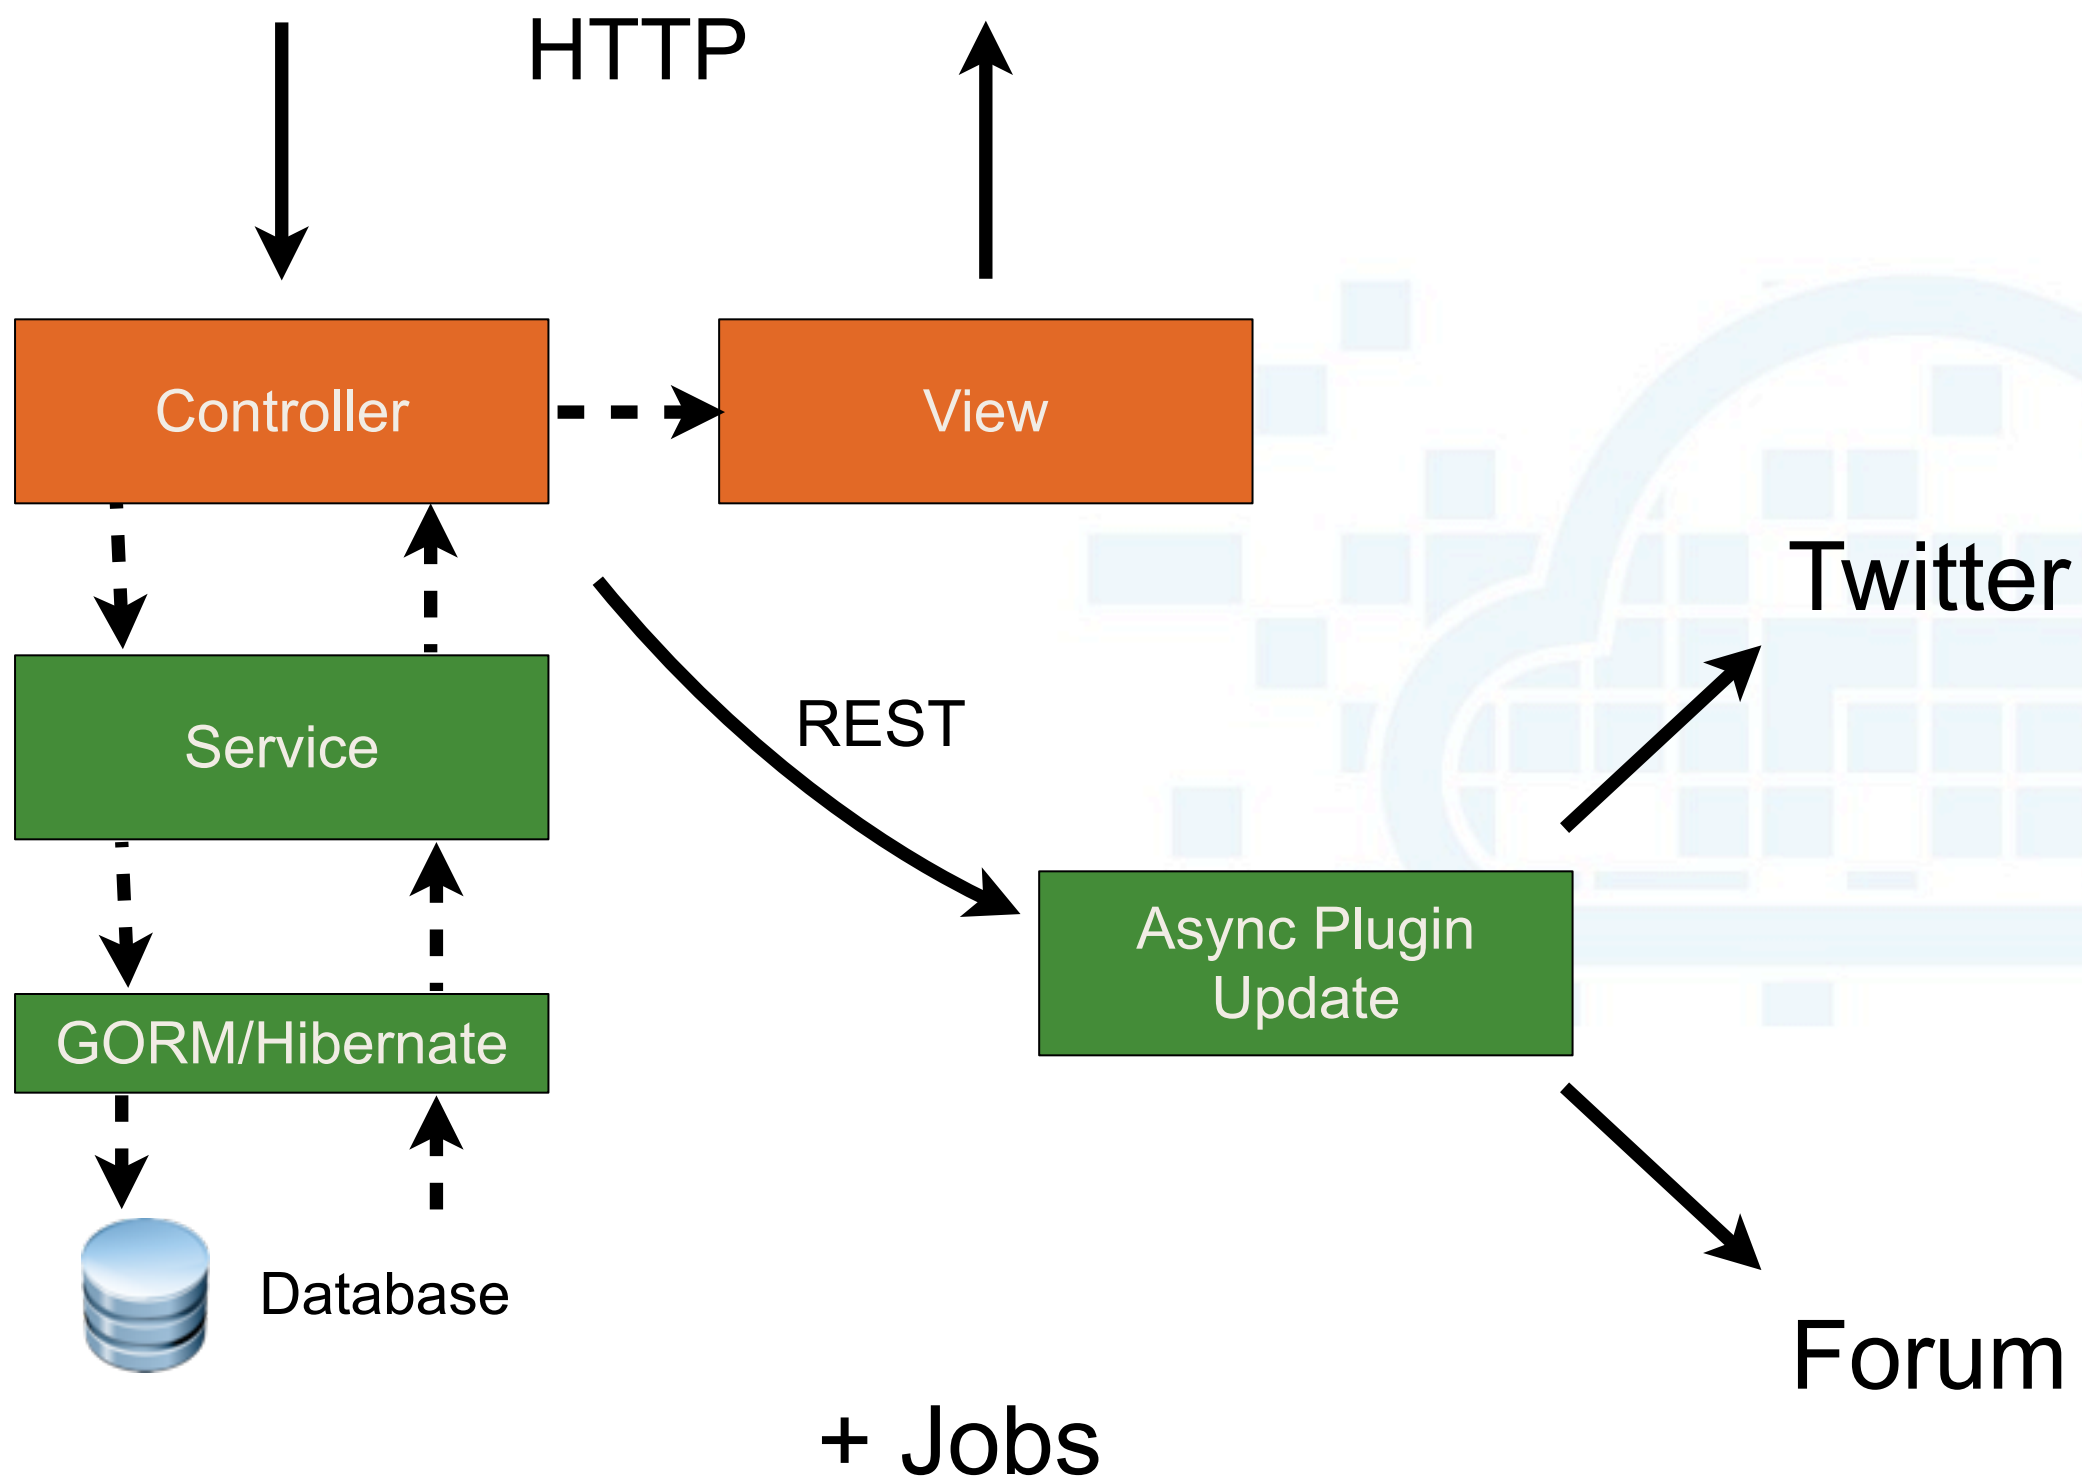 HTTP
Controller
View
Twitter
Service
REST
Async Plugin
Update
GORM/Hibernate
Database
Forum
+ Jobs